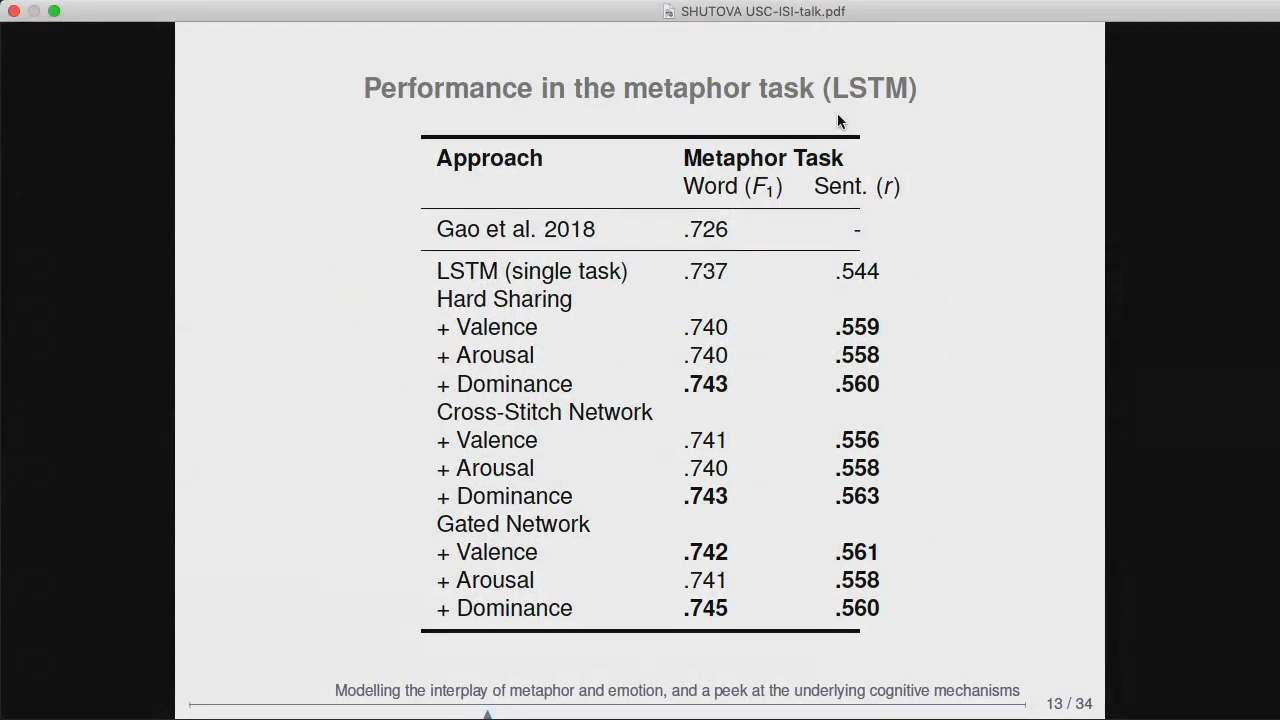 SHUTOVA USC-ISI-talk.pdf
Performance in the metaphor task (LSTM)
Approach Metaphor Task
Word (F1) Sent. (r)
Gao et al. 2018 .726 -
LSTM (single task) .737 .544
Hard Sharing
+ Valence .740 .559
+ Arousal .740 .558
+ Dominance .743 .560
Cross-Stitch Network
+ Valence .741 .556
+ Arousal .740 .558
+ Dominance .743 .563
Gated Network
+ Valence .742 .561
+ Arousal .741 .558
+ Dominance .745 .560
Modelling the interplay of metaphor and emotion, and a peek at the underlying cognitive mechanisms
13 / 34